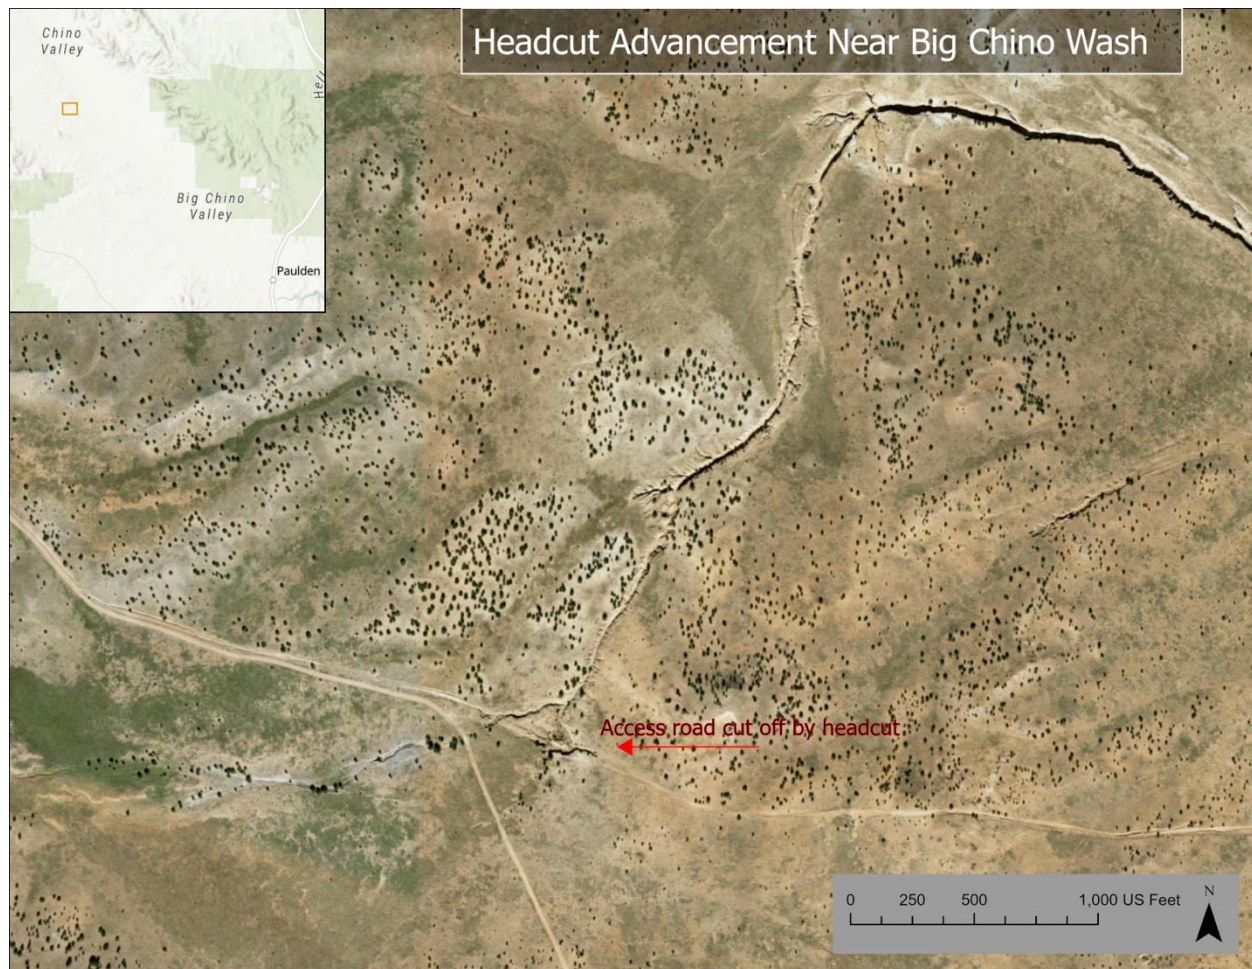 Headcut Advancement Near Big Chino Wash
Chino
Valley
Hell
Big Chino
Valley
Paulden
Access road cut off by headcut
0 250 500 1,000 US Feet
N